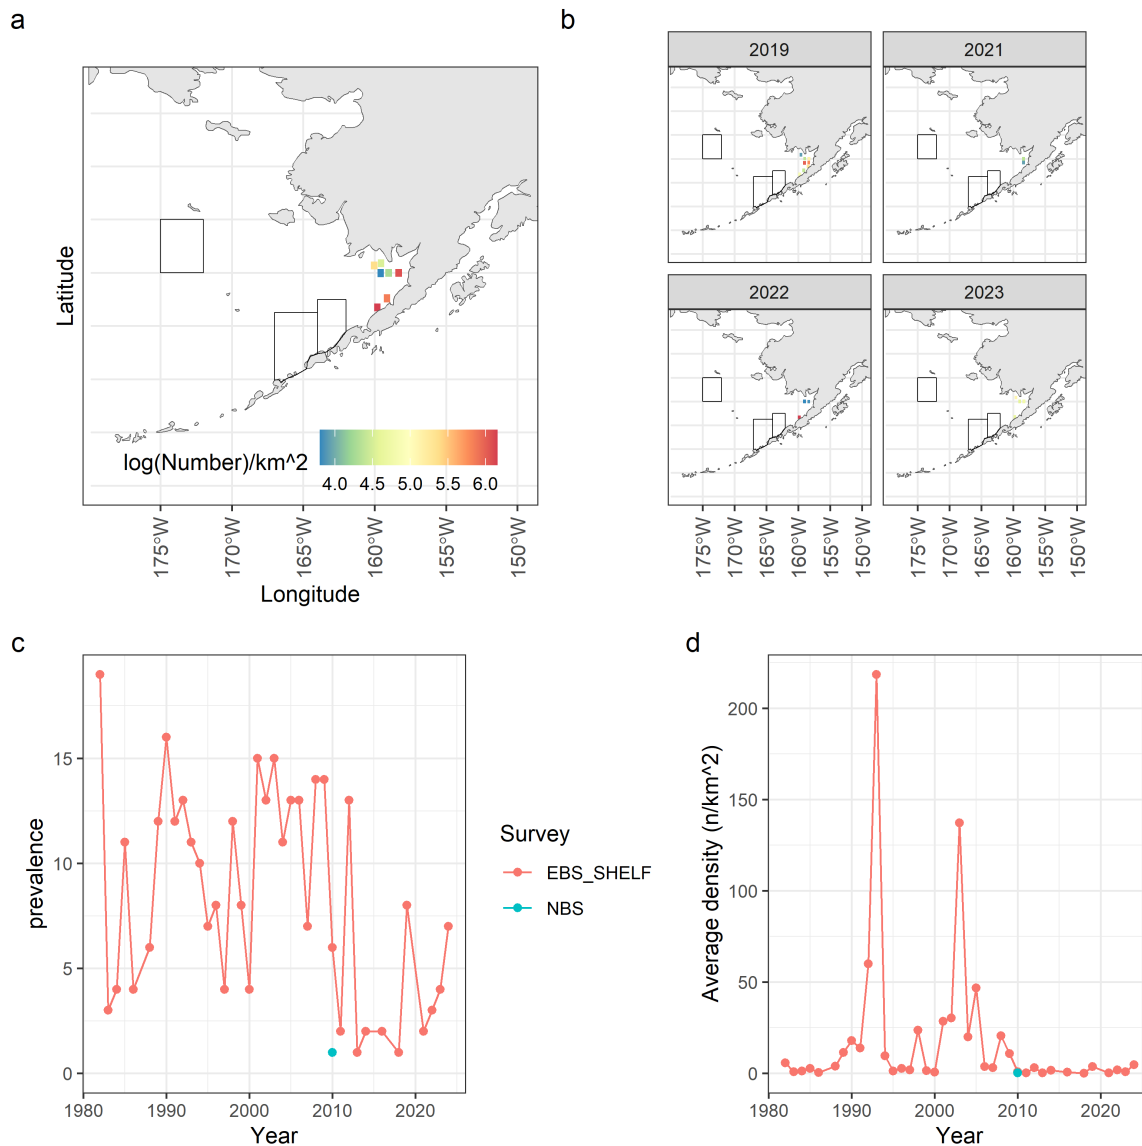 a
Latitude
log(Number)/km^2
4.0 4.5 5.0 5.5 6.0
175°W 170°W 165°W 160°W 155°W 150°W
Longitude
b
2019 2021
2022 2023
175°W 170°W 165°W 160°W 155°W 150°W 175°W 170°W 165°W 160°W 155°W 150°W
c
prevalence
15
10
5
0
1980 1990 2000 2010 2020
Year
Survey
EBS_SHELF
NBS
d
Average density (n/km^2)
200
150
100
50
0
1980 1990 2000 2010 2020
Year